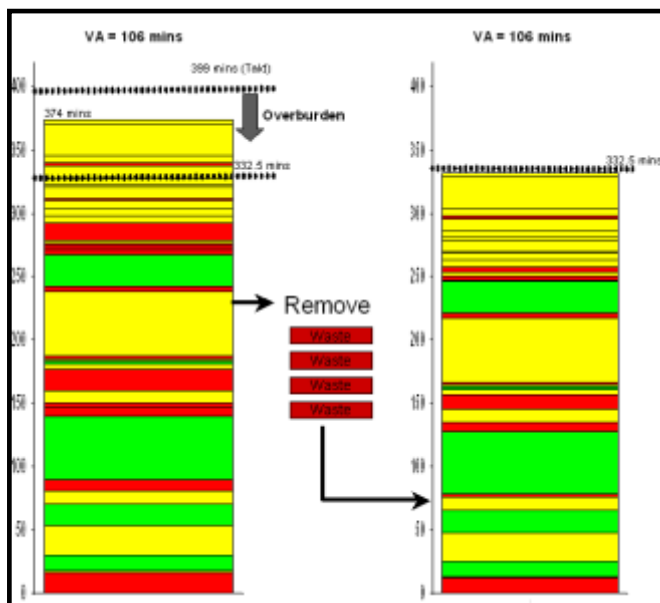 VA = 106 mins
VA = 106 mins
399 mins (Takt)
Overburden
374 mins
332.5 mins
332.5 mins
400
350
300
250
200
150
100
50
0
400
350
300
250
200
150
100
50
0
Remove
Waste
Waste
Waste
Waste